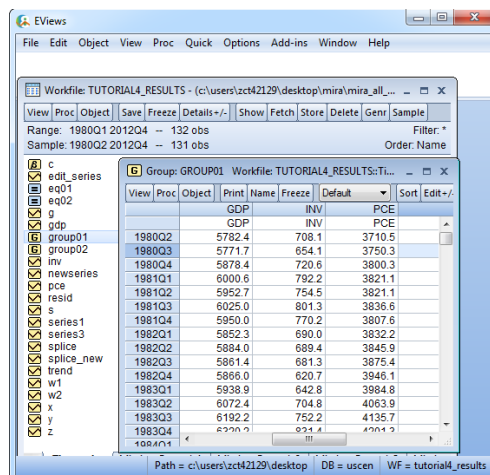 EViews
File Edit Object View Proc Quick Options Add-ins Window Help
Workfile: TUTORIAL4_RESULTS - (c:\users\zct42129\desktop\mira\mira_all_...
View Proc Object Save Freeze Details+/- Show Fetch Store Delete Genr Sample
Range: 1980Q1 2012Q4 -- 132 obs Filter: *
Sample: 1980Q2 2012Q4 -- 131 obs Order: Name
c
edit_series
eq01
eq02
g
gdp
group01
group02
inv
newseries
pce
resid
s
series1
series3
splice
splice_new
trend
w1
w2
x
y
z
Group: GROUP01 Workfile: TUTORIAL4_RESULTS::Ti...
View Proc Object Print Name Freeze Default Sort Edit+/-
GDP INV PCE
GDP INV PCE
1980Q2 5782.4 708.1 3710.5
1980Q3 5771.7 654.1 3750.3
1980Q4 5878.4 720.6 3800.3
1981Q1 6000.6 792.2 3821.1
1981Q2 5952.7 754.5 3821.1
1981Q3 6025.0 801.3 3836.6
1981Q4 5950.0 770.2 3807.6
1982Q1 5852.3 690.0 3832.2
1982Q2 5884.0 689.4 3845.9
1982Q3 5861.4 681.3 3875.4
1982Q4 5866.0 620.7 3946.1
1983Q1 5938.9 642.8 3984.8
1983Q2 6072.4 704.8 4063.9
1983Q3 6192.2 752.2 4135.7
1983Q4 6320.2 831.4 4201.3
1984Q1
Path = c:\users\zct42129\desktop DB = uscen WF = tutorial4_results